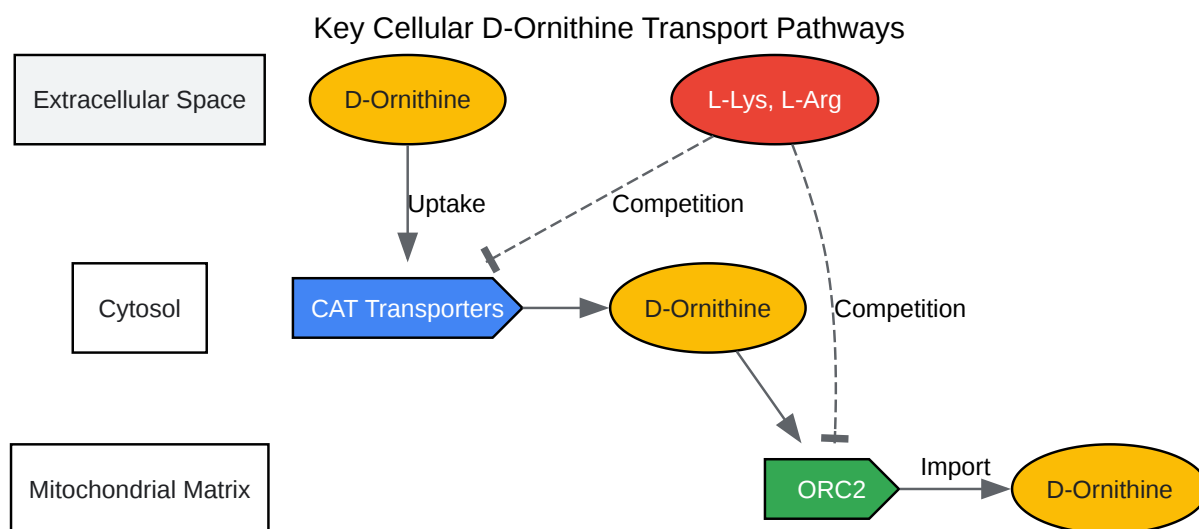 Key Cellular D-Ornithine Transport Pathways
Extracellular Space
D-Ornithine
L-Lys, L-Arg
Uptake
Competition
Cytosol
CAT Transporters
D-Ornithine
Competition
Mitochondrial Matrix
ORC2
Import
D-Ornithine